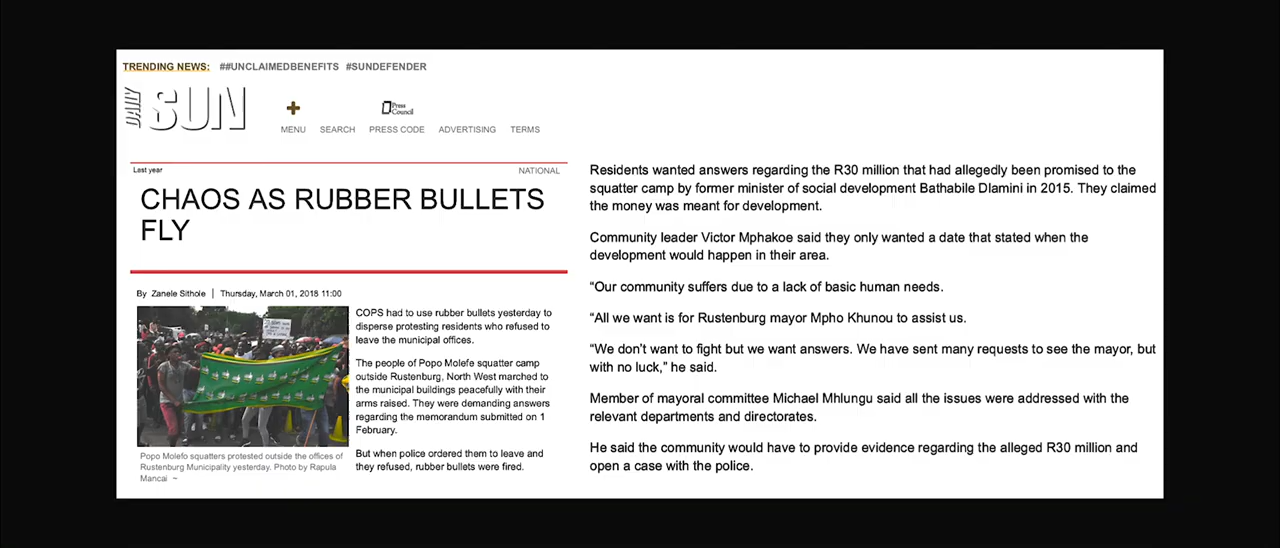 TRENDING NEWS: ##UNCLAIMEDBENEFITS #SUNDEFENDER
DAILY SUN
Press Council
MENU SEARCH PRESS CODE ADVERTISING TERMS
Last year NATIONAL
CHAOS AS RUBBER BULLETS
FLY
By Zanele Sithole | Thursday, March 01, 2018 11:00
COPS had to use rubber bullets yesterday to
disperse protesting residents who refused to
leave the municipal offices.
The people of Popo Molefe squatter camp
outside Rustenburg, North West marched to
the municipal buildings peacefully with their
arms raised. They were demanding answers
regarding the memorandum submitted on 1
February.
But when police ordered them to leave and
they refused, rubber bullets were fired.
Popo Molefo squatters protested outside the offices of
Rustenburg Municipality yesterday. Photo by Rapula
Mancai ~
Residents wanted answers regarding the R30 million that had allegedly been promised to the
squatter camp by former minister of social development Bathabile Dlamini in 2015. They claimed
the money was meant for development.
Community leader Victor Mphakoe said they only wanted a date that stated when the
development would happen in their area.
“Our community suffers due to a lack of basic human needs.
“All we want is for Rustenburg mayor Mpho Khunou to assist us.
“We don’t want to fight but we want answers. We have sent many requests to see the mayor, but
with no luck,” he said.
Member of mayoral committee Michael Mhlungu said all the issues were addressed with the
relevant departments and directorates.
He said the community would have to provide evidence regarding the alleged R30 million and
open a case with the police.